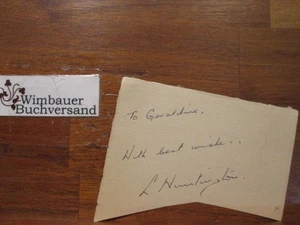 Wimbauer
Buchversand
To Geraldine,
With best wishes.
L Huntington.